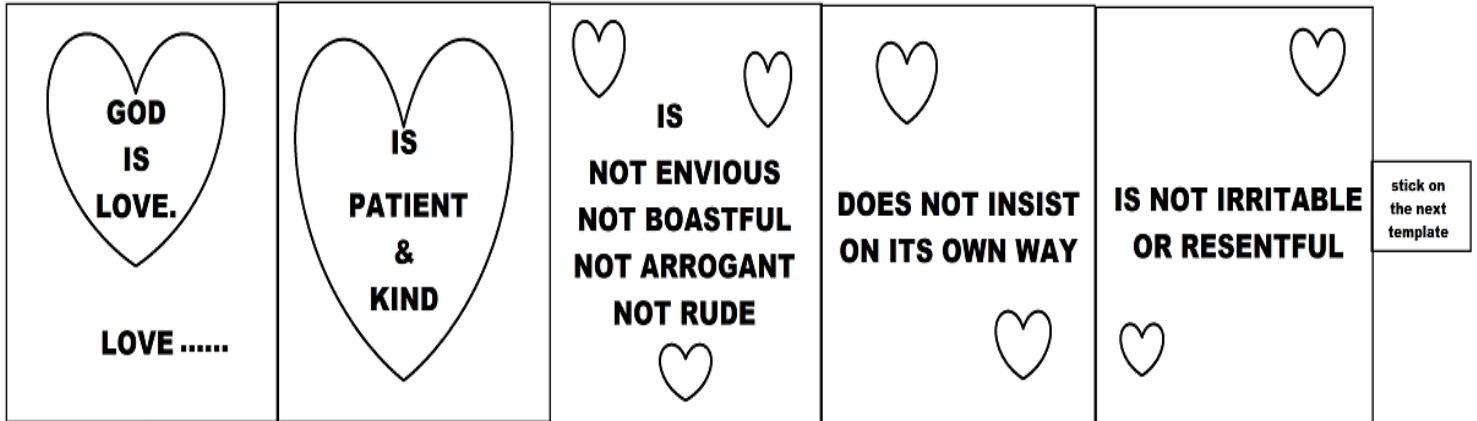 GOD
IS
LOVE.
LOVE ......
IS
PATIENT
&
KIND
IS
NOT ENVIOUS
NOT BOASTFUL
NOT ARROGANT
NOT RUDE
DOES NOT INSIST
ON ITS OWN WAY
IS NOT IRRITABLE
OR RESENTFUL
stick on
the next
template